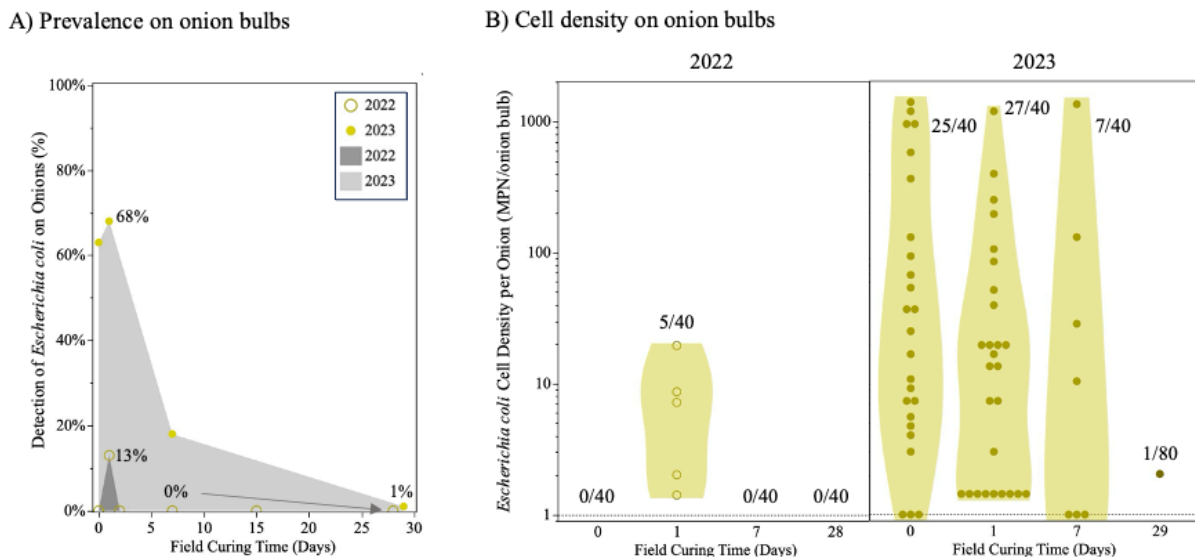 A) Prevalence on onion bulbs
Detection of Escherichia coli on Onions (%)
100%
80%
60%
40%
20%
0%
2022
2023
2022
2023
68%
13%
0%
1%
0 5 10 15 20 25 30
Field Curing Time (Days)
B) Cell density on onion bulbs
2022 2023
Escherichia coli Cell Density per Onion (MPN/onion bulb)
1000
100
10
1
25/40 27/40 7/40
5/40
1/80
0/40 0/40 0/40
0 1 7 28 0 1 7 29
Field Curing Time (Days) Field Curing Time (Days)